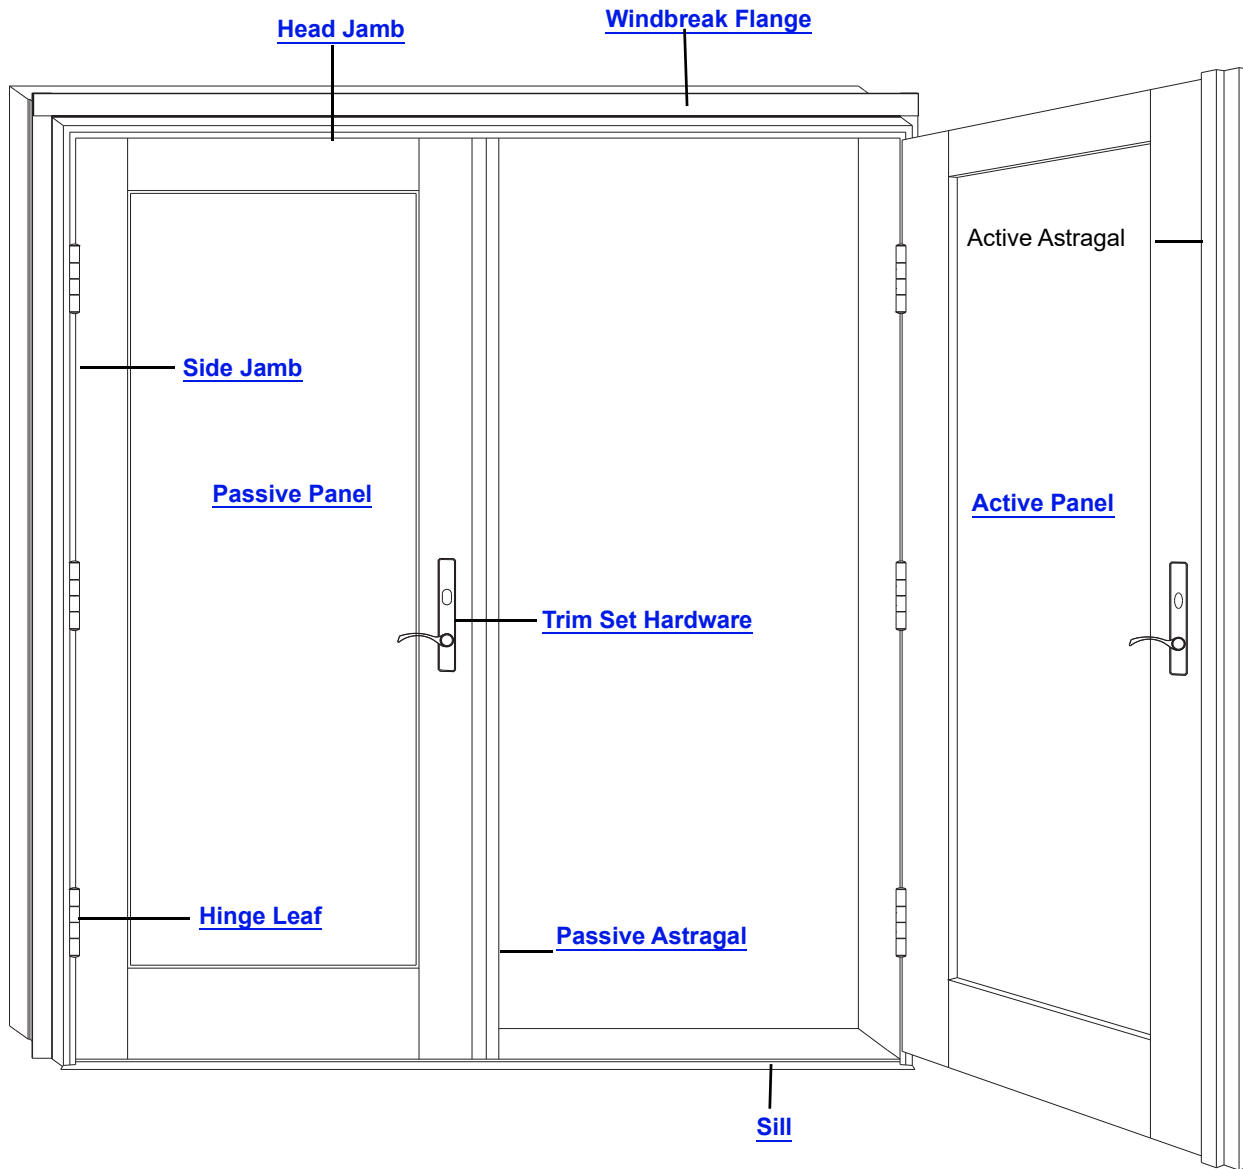 Windbreak Flange
Head Jamb
Active Astragal
Side Jamb
Passive Panel
Active Panel
Trim Set Hardware
Hinge Leaf
Passive Astragal
Sill